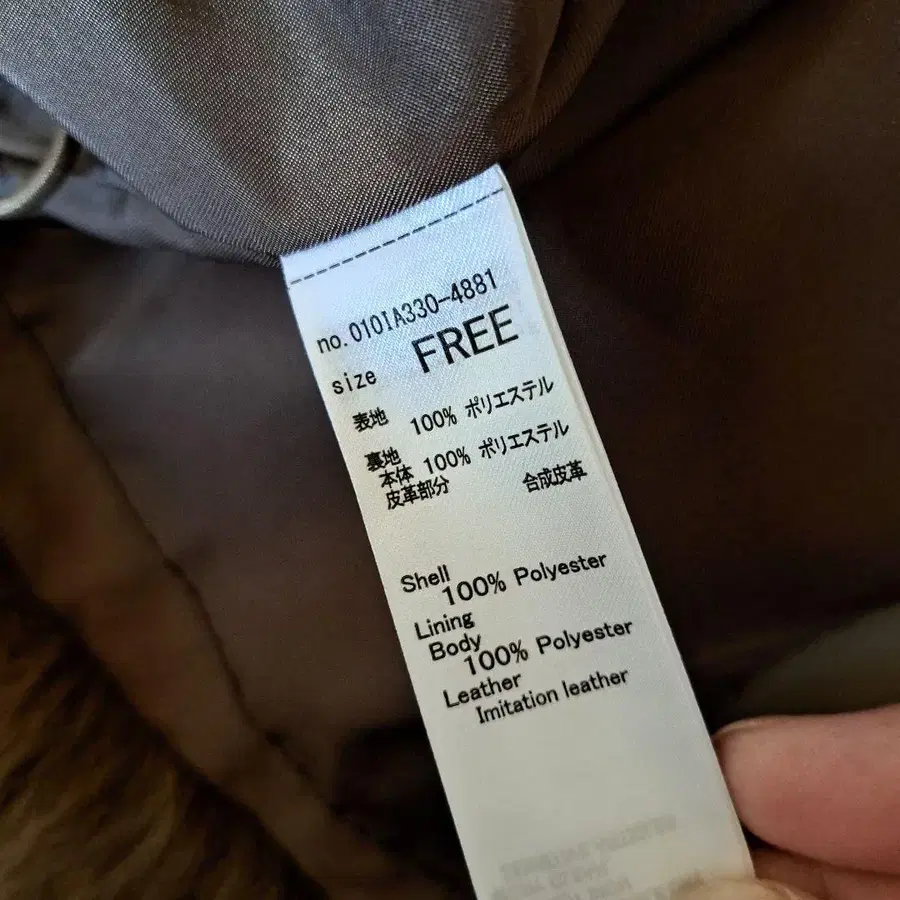 no.010IA330-4881
size FREE
表地 100% ポリエステル
裏地
本体 100% ポリエステル
皮革部分 合成皮革
Shell
100% Polyester
Lining
Body
100% Polyester
Leather
Imitation leather